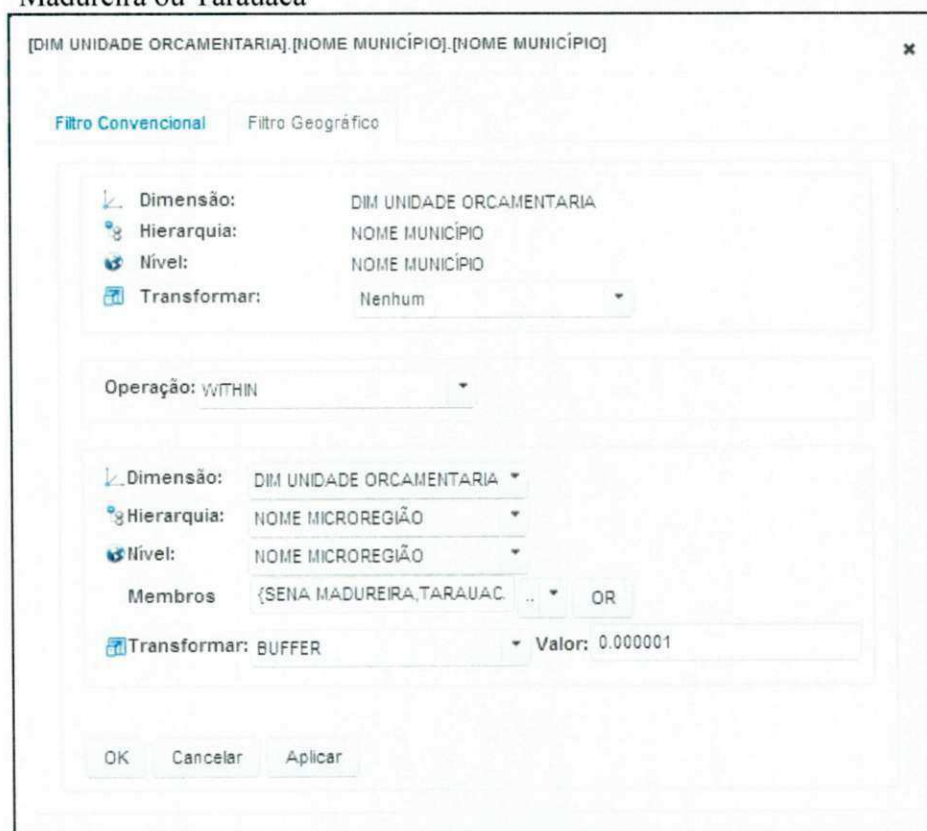 Madureira ou Tarauacá
[DIM UNIDADE ORCAMENTARIA].[NOME MUNICÍPIO].[NOME MUNICÍPIO]
Filtro Convencional Filtro Geográfico
Dimensão: DIM UNIDADE ORCAMENTARIA
Hierarquia: NOME MUNICÍPIO
Nível: NOME MUNICÍPIO
Transformar: Nenhum
Operação: WITHIN
Dimensão: DIM UNIDADE ORCAMENTARIA
Hierarquia: NOME MICROREGIÃO
Nível: NOME MICROREGIÃO
Membros {SENA MADUREIRA,TARAUAC. .. OR
Transformar: BUFFER Valor: 0.000001
OK Cancelar Aplicar